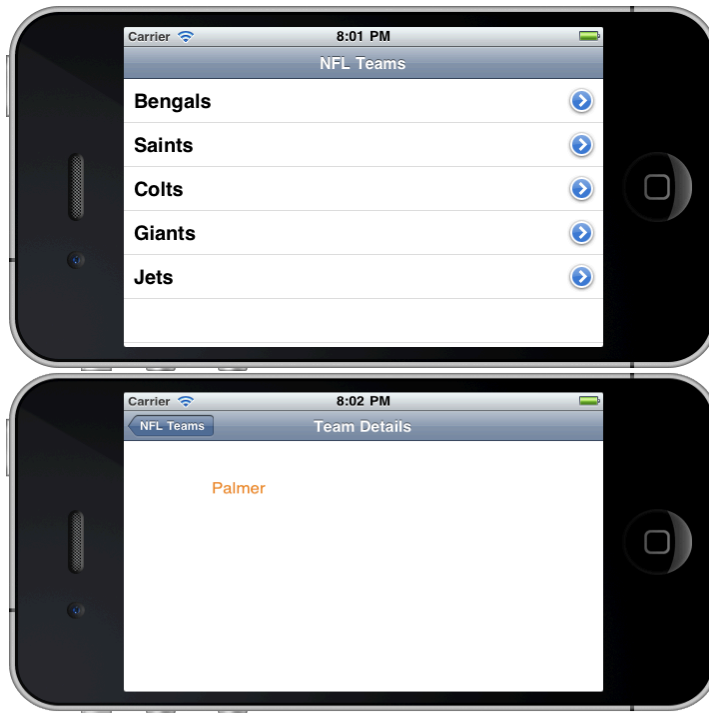 Carrier 8:01 PM
NFL Teams
Bengals
Saints
Colts
Giants
Jets
Carrier 8:02 PM
NFL Teams Team Details
Palmer